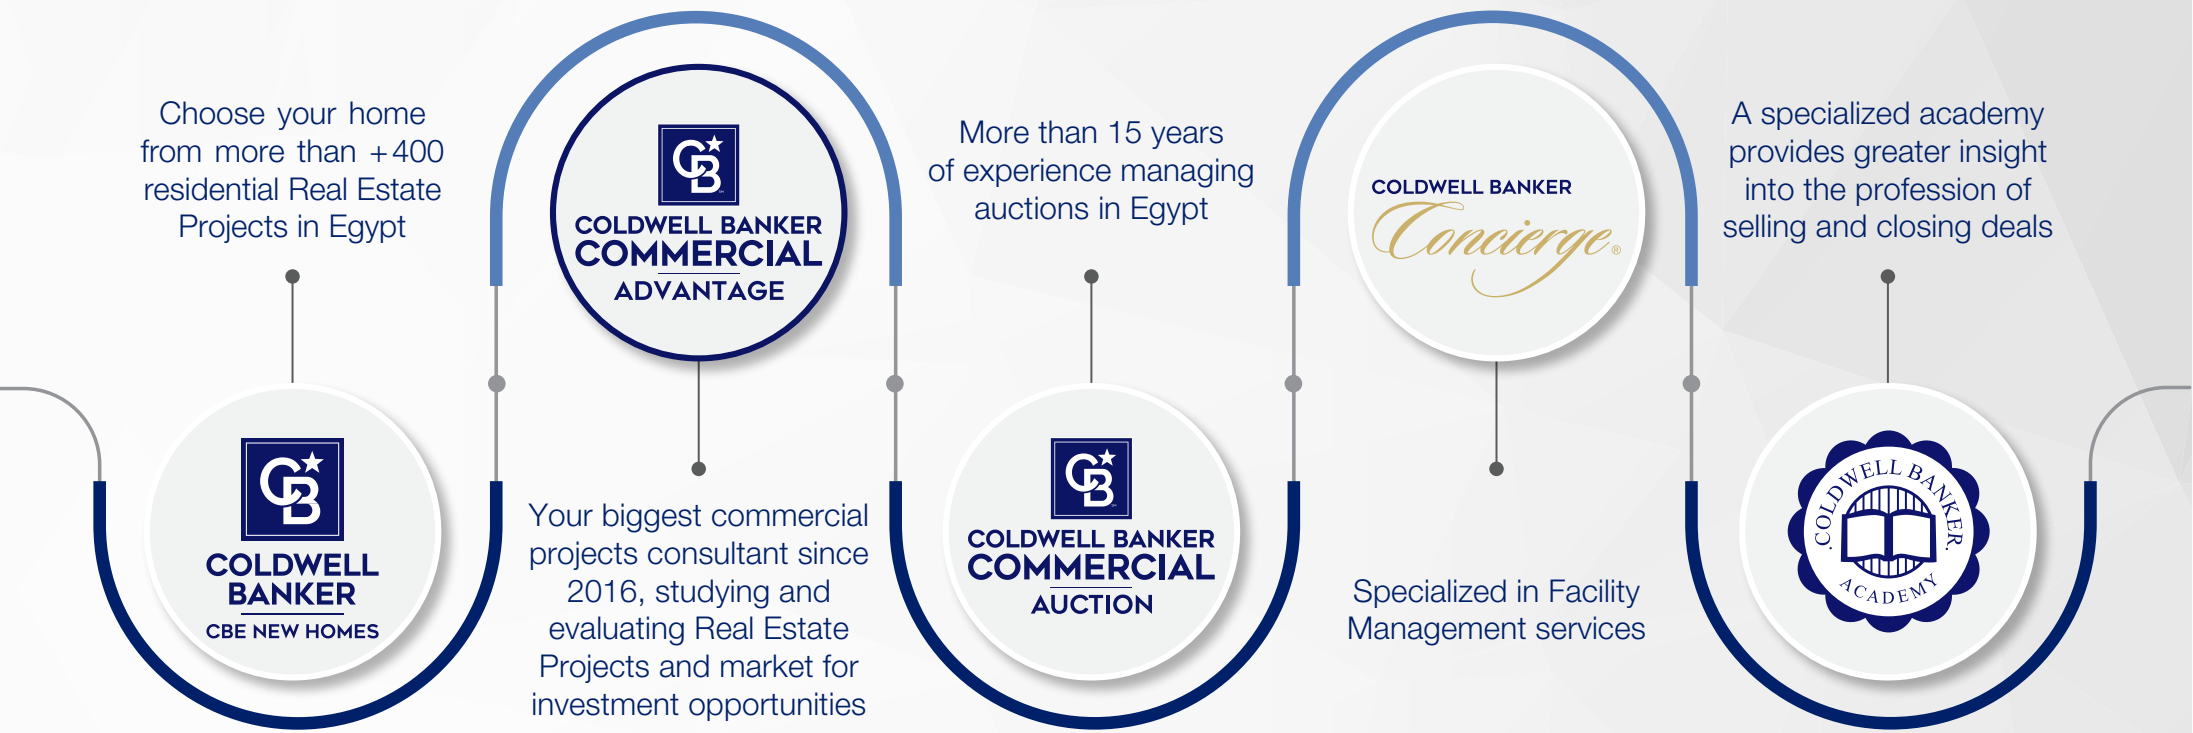 Choose your home
from more than +400
residential Real Estate
Projects in Egypt
CB
COLDWELL
BANKER
CBE NEW HOMES
CB
COLDWELL BANKER
COMMERCIAL
ADVANTAGE
Your biggest commercial
projects consultant since
2016, studying and
evaluating Real Estate
Projects and market for
investment opportunities
More than 15 years
of experience managing
auctions in Egypt
CB
COLDWELL BANKER
COMMERCIAL
AUCTION
COLDWELL BANKER
Concierge®
Specialized in Facility
Management services
A specialized academy
provides greater insight
into the profession of
selling and closing deals
.COLDWELL BANKER.
ACADEMY